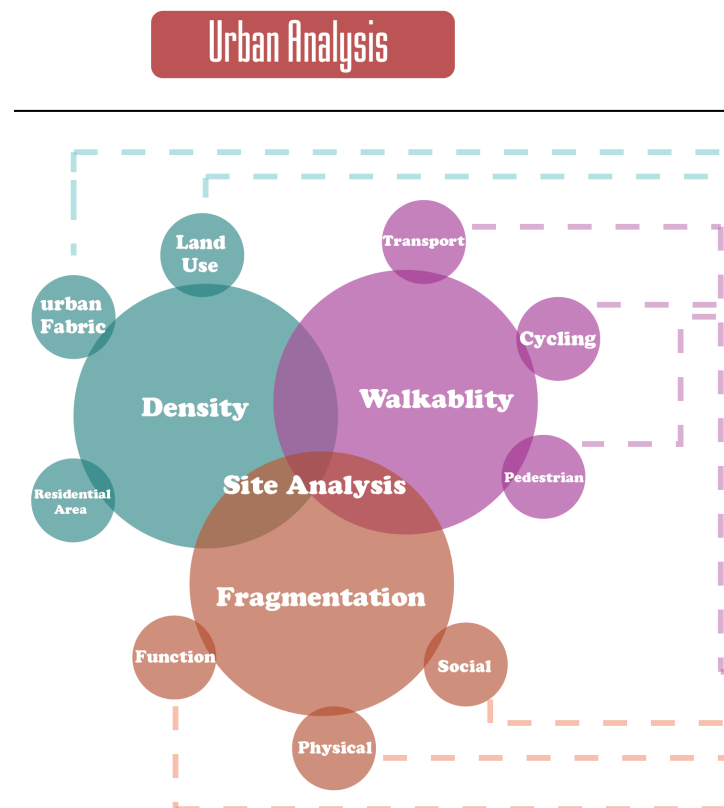 Urban Analysis
Land
Use
Transport
urban
Fabric
Cycling
Density
Walkablity
Site Analysis
Pedestrian
Residential
Area
Fragmentation
Function
Social
Physical